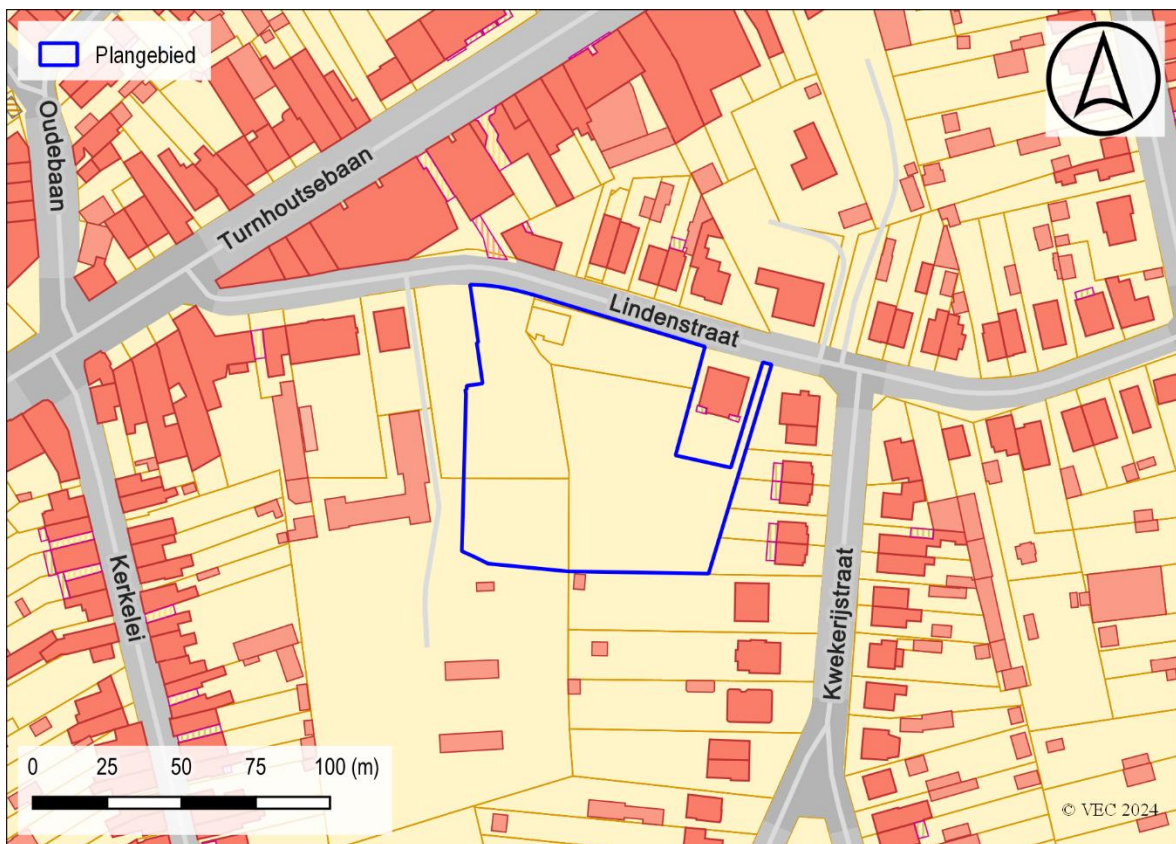 Plangebied
Oudebaan
Turnhoutsebaan
Lindenstraat
Kerkelei
Kwekerijstraat
0 25 50 75 100 (m)
© VEC 2024